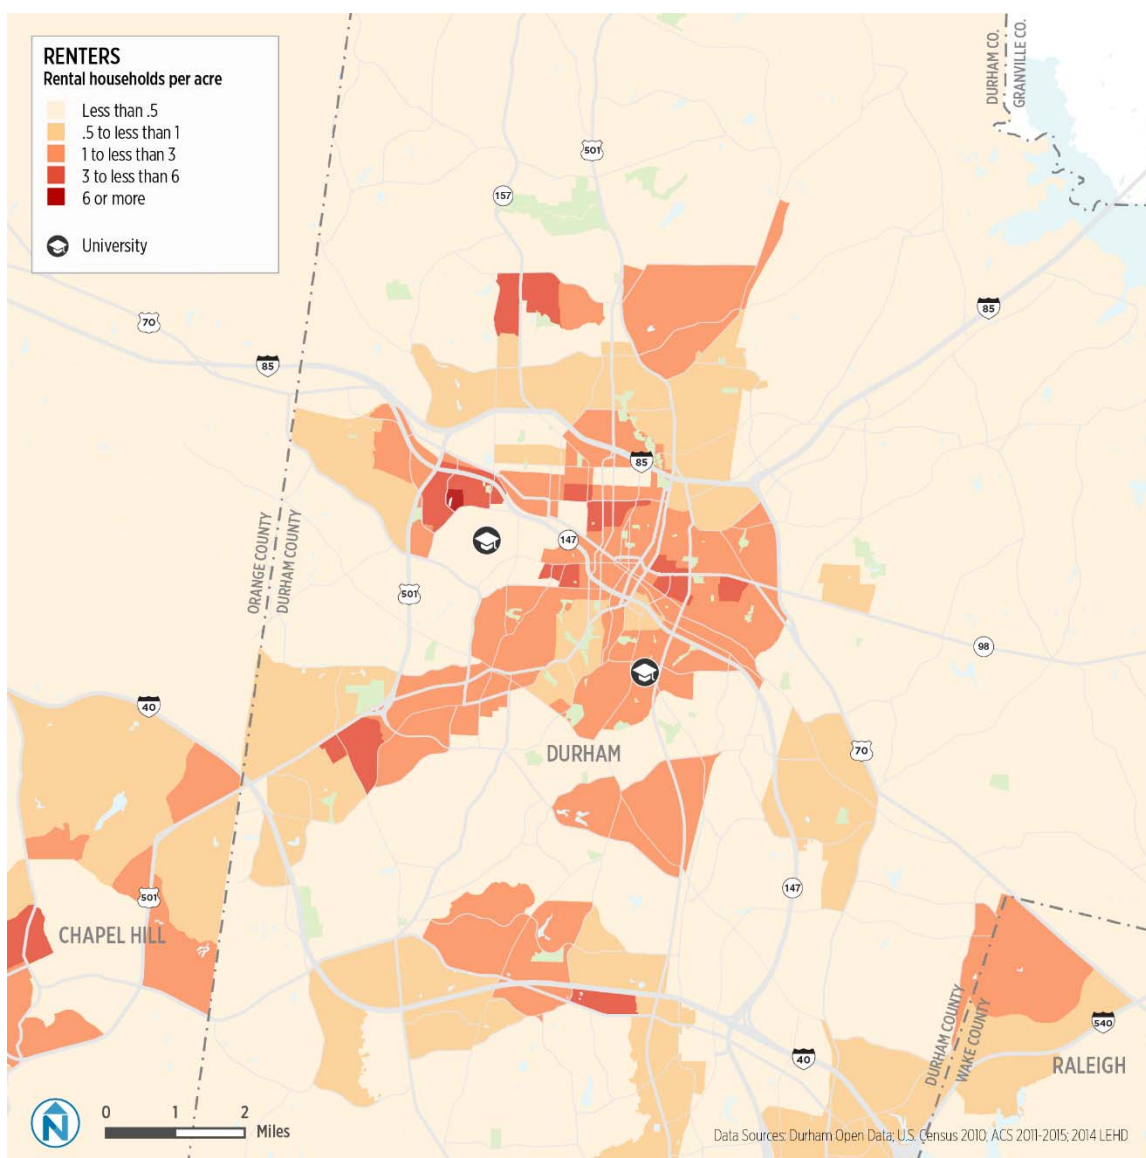 RENTERS
Rental households per acre
Less than .5
.5 to less than 1
1 to less than 3
3 to less than 6
6 or more
University
DURHAM CO.
GRANVILLE CO.
501
157
70
85
85
85
147
ORANGE COUNTY
DURHAM COUNTY
501
98
40
DURHAM
70
147
501
CHAPEL HILL
DURHAM COUNTY
WAKE COUNTY
540
40
RALEIGH
N
0 1 2
Miles
Data Sources: Durham Open Data; U.S. Census 2010; ACS 2011-2015; 2014 LEHD